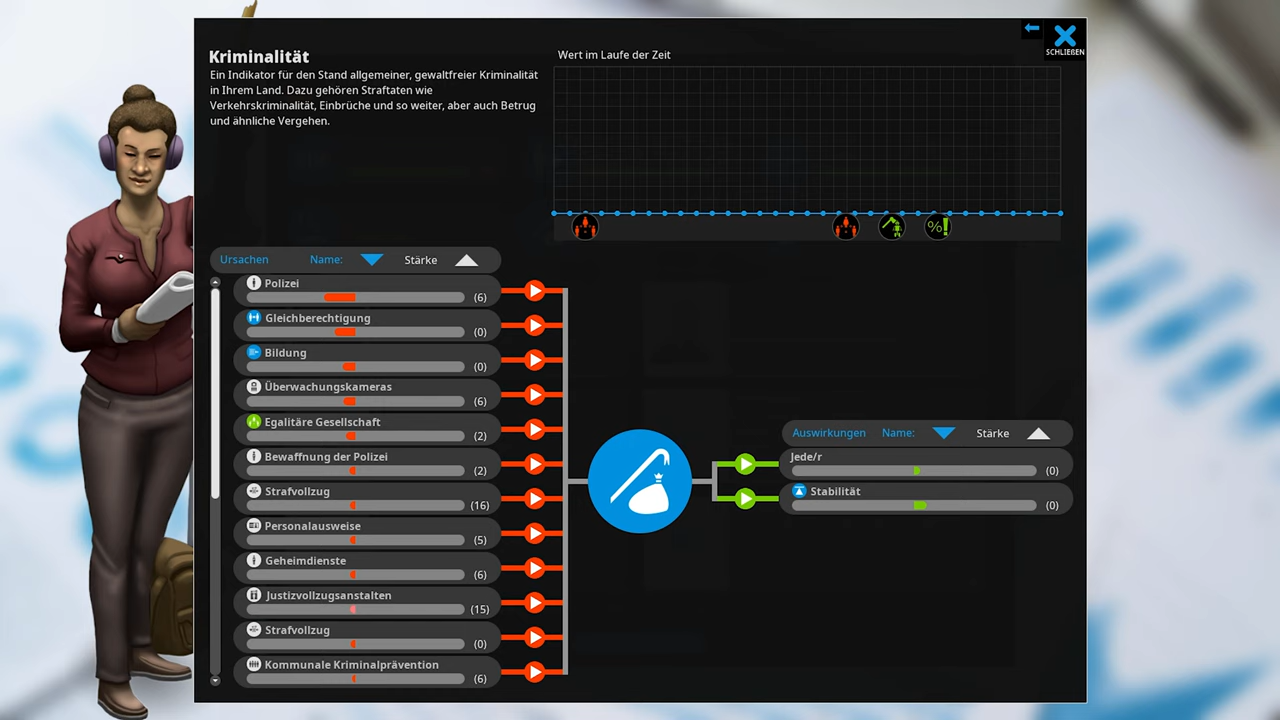 SCHLIEßEN
Kriminalität
Ein Indikator für den Stand allgemeiner, gewaltfreier Kriminalität
in Ihrem Land. Dazu gehören Straftaten wie
Verkehrskriminalität, Einbrüche und so weiter, aber auch Betrug
und ähnliche Vergehen.
Wert im Laufe der Zeit
%!
Ursachen Name: Stärke
Polizei
(6)
Gleichberechtigung
(0)
Bildung
(0)
Überwachungskameras
(6)
Egalitäre Gesellschaft
(2)
Bewaffnung der Polizei
(2)
Strafvollzug
(16)
Personalausweise
(5)
Geheimdienste
(6)
Justizvollzugsanstalten
(15)
Strafvollzug
(0)
Kommunale Kriminalprävention
(6)
Auswirkungen Name: Stärke
Jede/r
(0)
Stabilität
(0)